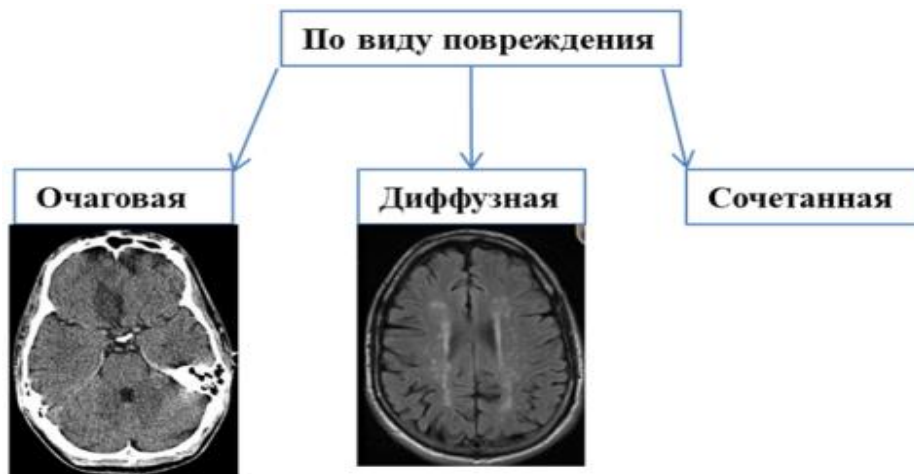 По виду повреждения
Очаговая
Диффузная
Сочетанная